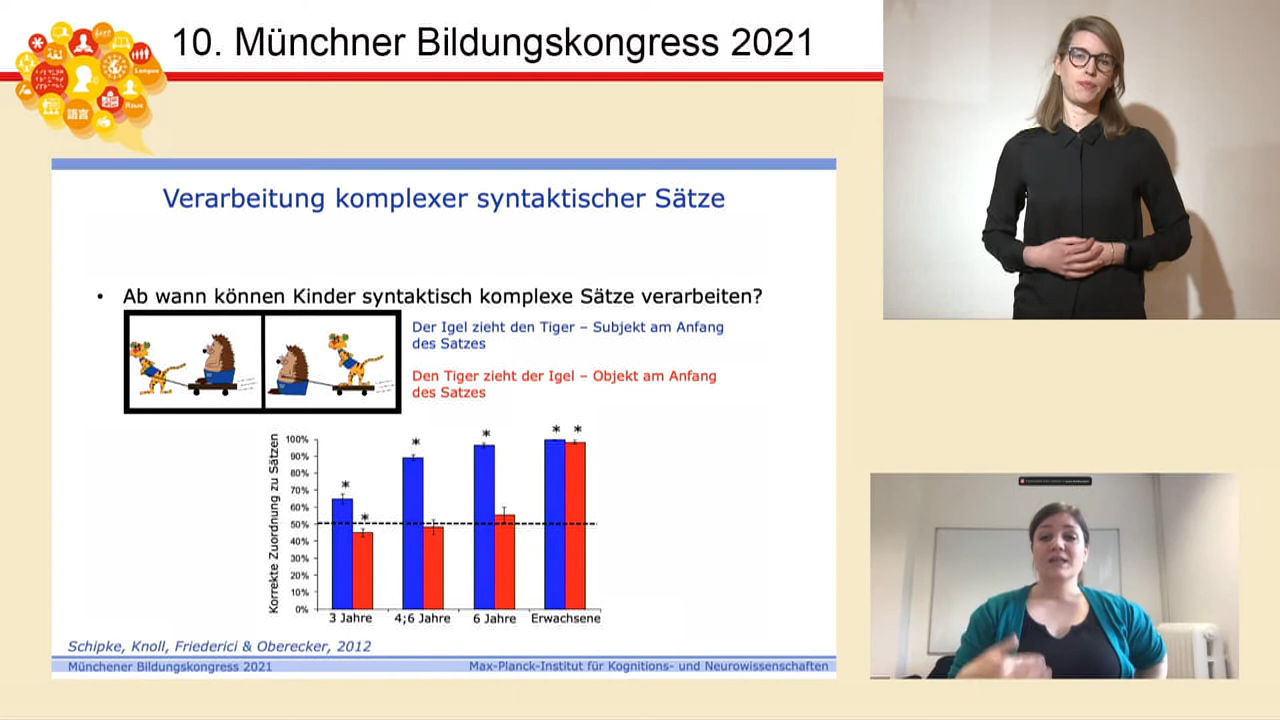 10. Münchner Bildungskongress 2021
Lengua
語言
Verarbeitung komplexer syntaktischer Sätze
• Ab wann können Kinder syntaktisch komplexe Sätze verarbeiten?
Der Igel zieht den Tiger – Subjekt am Anfang
des Satzes
Den Tiger zieht der Igel – Objekt am Anfang
des Satzes
Korrekte Zuordnung zu Sätzen
100%
90%
80%
70%
60%
50%
40%
30%
20%
10%
0%
* * * * * *
3 Jahre 4;6 Jahre 6 Jahre Erwachsene
Schipke, Knoll, Friederici & Oberecker, 2012
Münchener Bildungskongress 2021 Max-Planck-Institut für Kognitions- und Neurowissenschaften